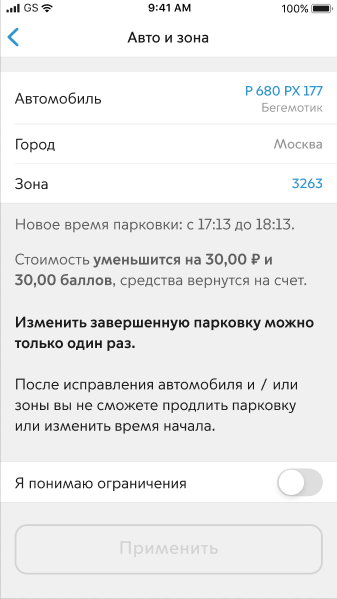 GS 9:41 AM 100%
Авто и зона
Автомобиль Р 680 РХ 177
Бегемотик
Город Москва
Зона 3263
Новое время парковки: с 17:13 до 18:13.
Стоимость уменьшится на 30,00 ₽ и
30,00 баллов, средства вернутся на счет.
Изменить завершенную парковку можно
только один раз.
После исправления автомобиля и / или
зоны вы не сможете продлить парковку
или изменить время начала.
Я понимаю ограничения
Применить